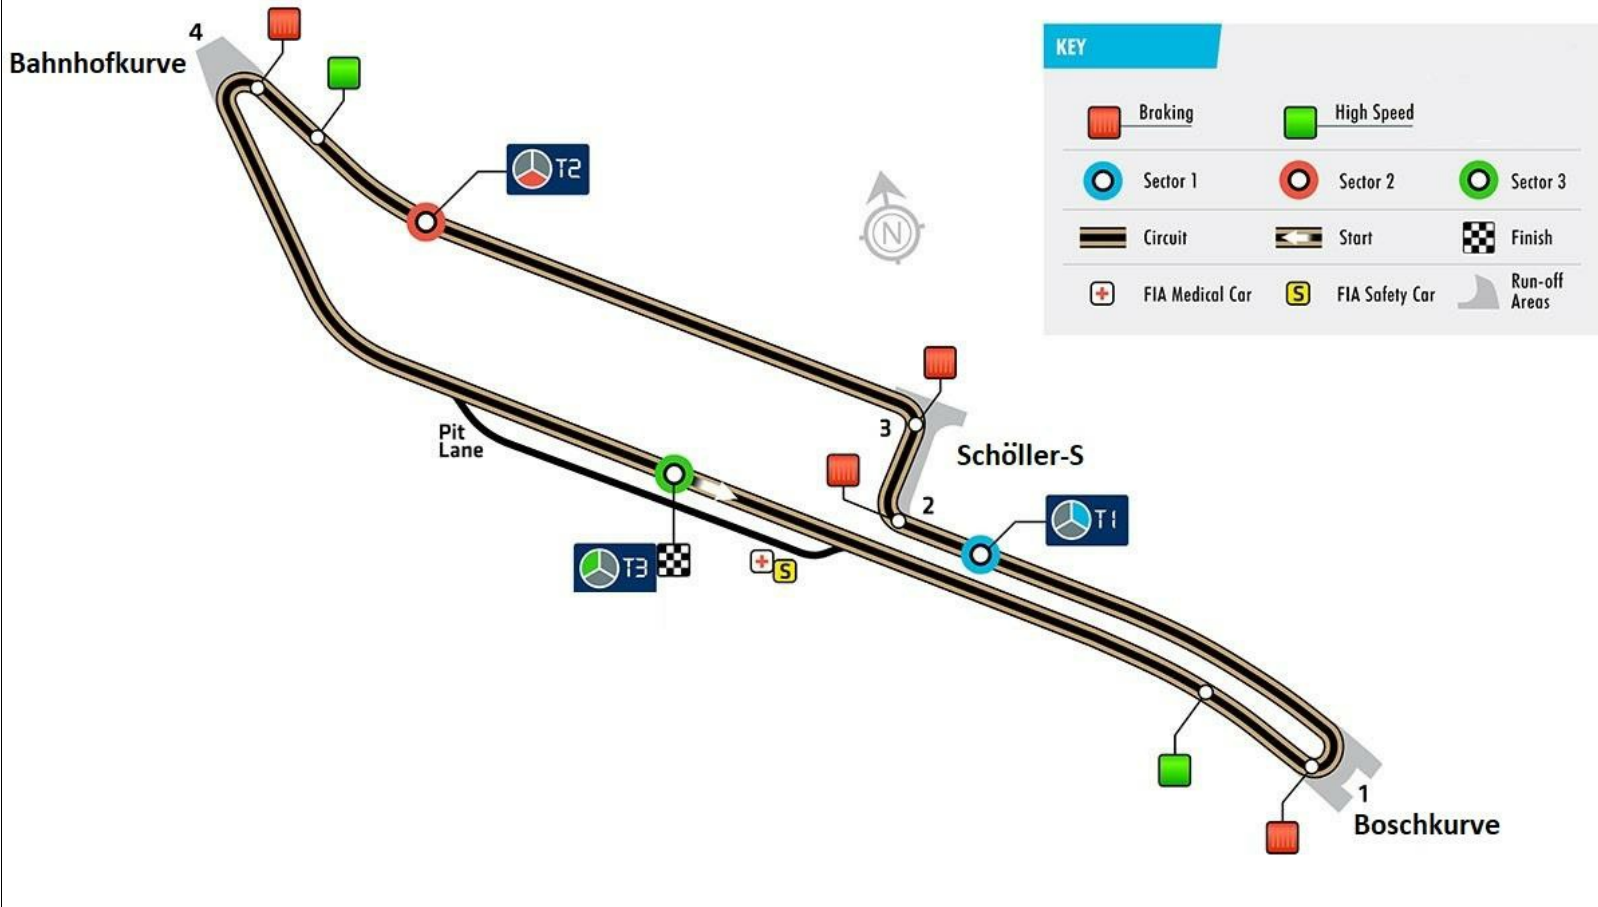 4
Bahnhofkurve
KEY
Braking
High Speed
T2
Sector 1
Sector 2
Sector 3
N
Circuit
Start
Finish
FIA Medical Car
S
FIA Safety Car
Run-off
Areas
3
Pit
Lane
Schöller-S
2
T1
T3
S
1
Boschkurve